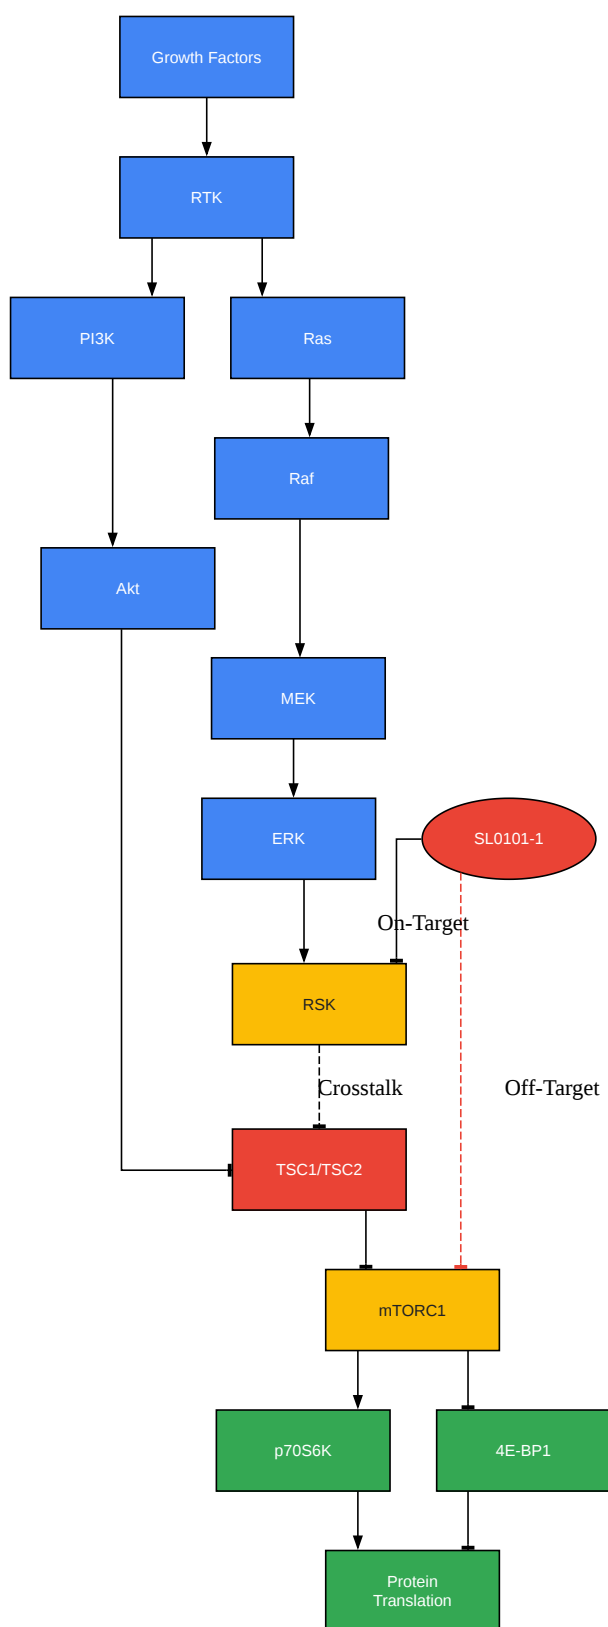 Growth Factors
RTK
PI3K
Ras
Raf
Akt
MEK
ERK
SL0101-1
On-Target
RSK
Crosstalk
Off-Target
TSC1/TSC2
mTORC1
p70S6K
4E-BP1
Protein
Translation